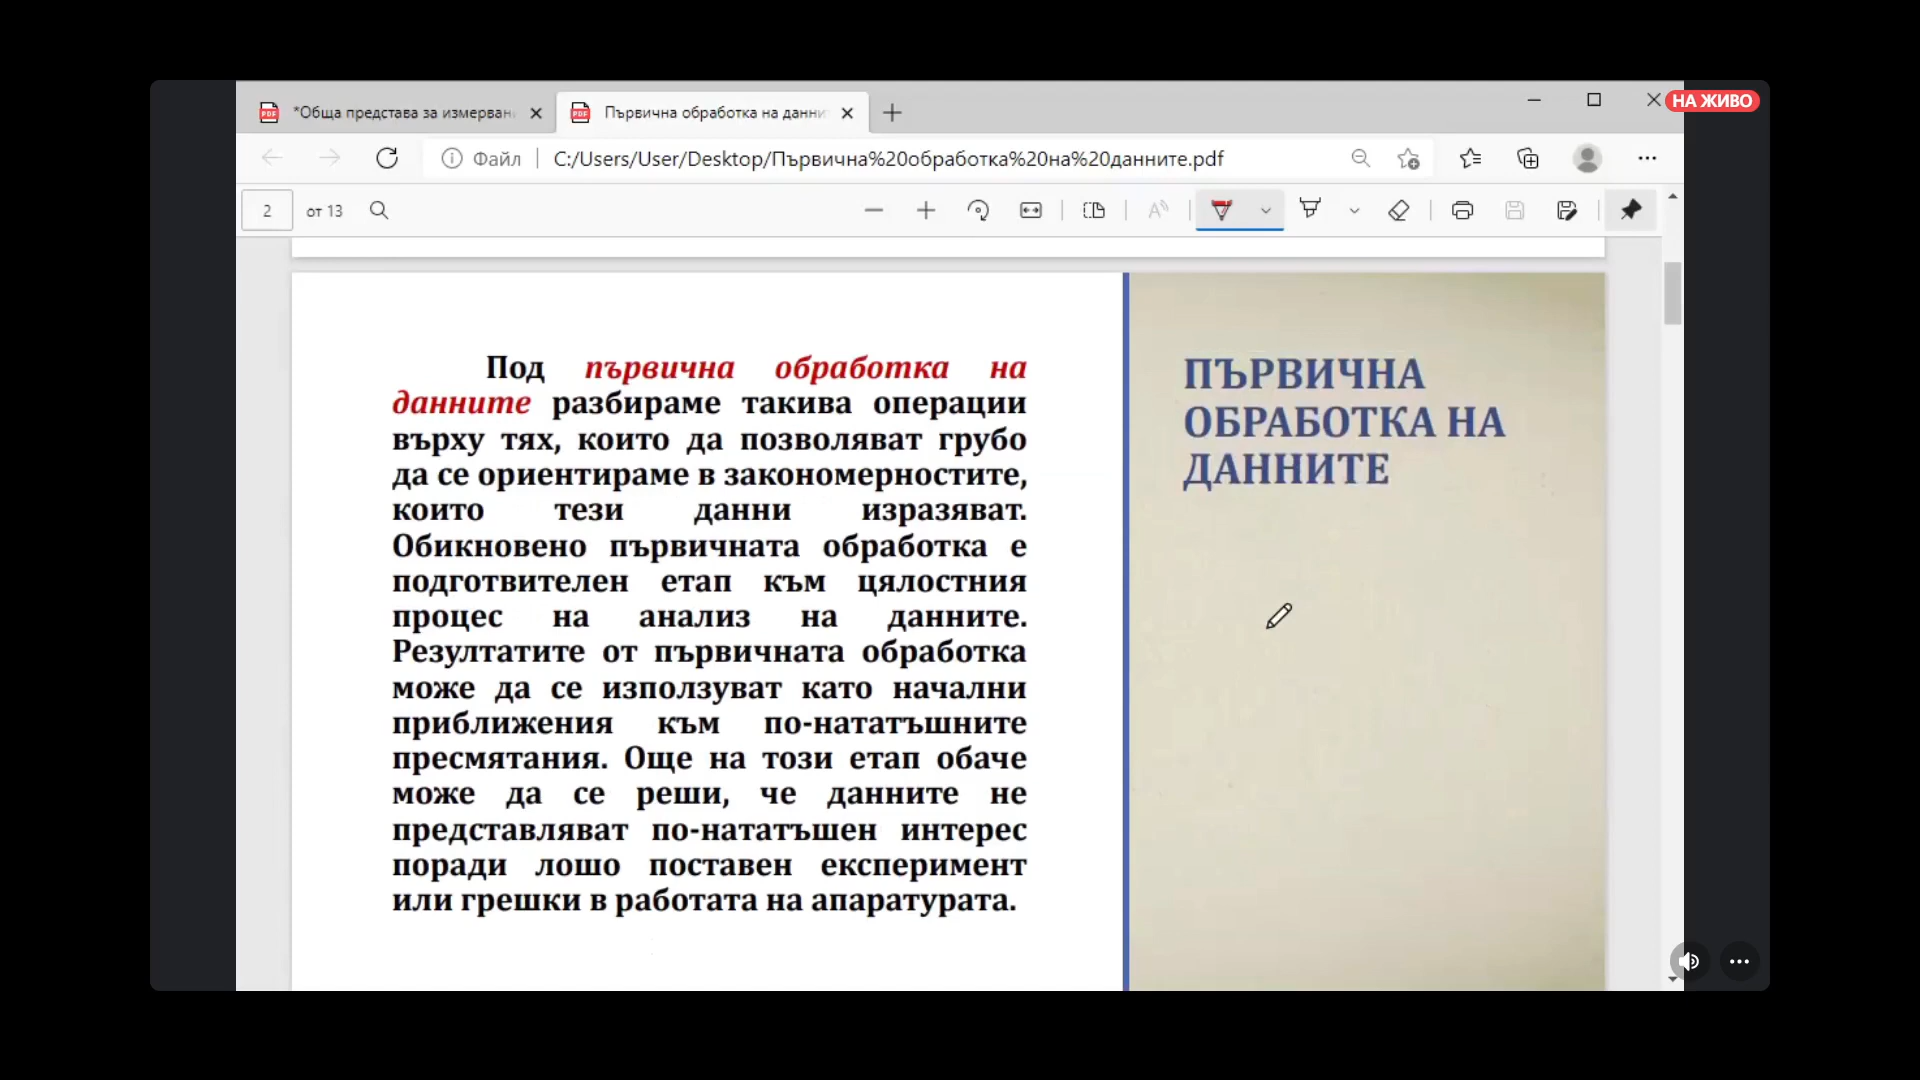 *Обща представа за измерван
Първична обработка на данни
НА ЖИВО
Файл
C:/Users/User/Desktop/Първична%20обработка%20на%20данните.pdf
2 от 13
Под първична обработка на
данните разбираме такива операции
върху тях, които да позволяват грубо
да се ориентираме в закономерностите,
които тези данни изразяват.
Обикновено първичната обработка е
подготвителен етап към цялостния
процес на анализ на данните.
Резултатите от първичната обработка
може да се използуват като начални
приближения към по-нататъшните
пресмятания. Още на този етап обаче
може да се реши, че данните не
представляват по-нататъшен интерес
поради лошо поставен експеримент
или грешки в работата на апаратурата.
ПЪРВИЧНА
ОБРАБОТКА НА
ДАННИТЕ